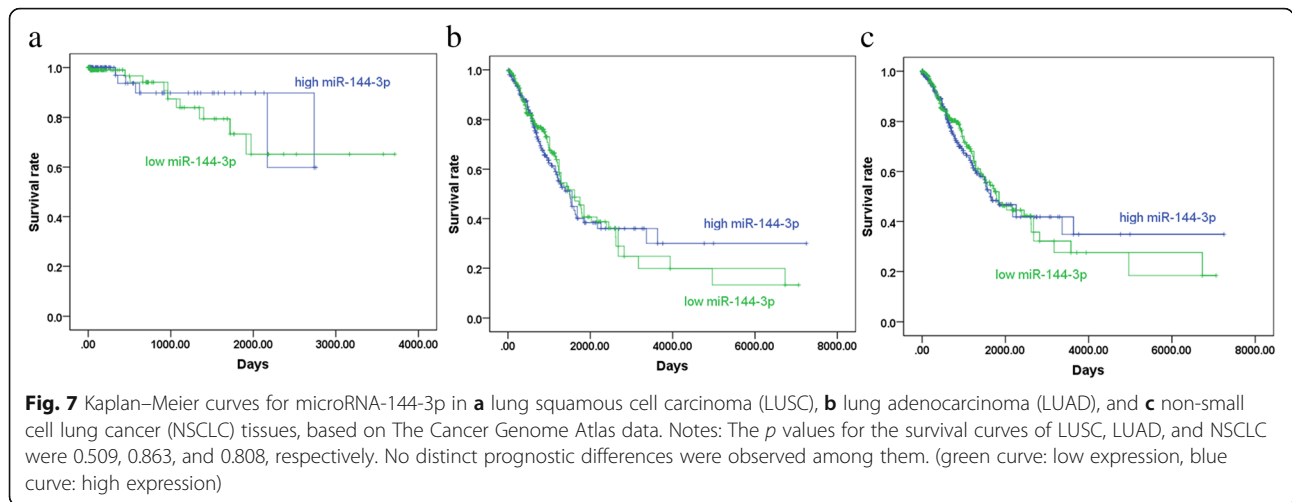 a
b
c
high miR-144-3p
low miR-144-3p
Survival rate
1.0
0.8
0.6
0.4
0.2
0.0
.00 1000.00 2000.00 3000.00 4000.00
Days
high miR-144-3p
low miR-144-3p
Survival rate
1.0
0.8
0.6
0.4
0.2
0.0
.00 2000.00 4000.00 6000.00 8000.00
Days
high miR-144-3p
low miR-144-3p
Survival rate
1.0
0.8
0.6
0.4
0.2
0.0
.00 2000.00 4000.00 6000.00 8000.00
Days
Fig. 7 Kaplan–Meier curves for microRNA-144-3p in a lung squamous cell carcinoma (LUSC), b lung adenocarcinoma (LUAD), and c non-small
cell lung cancer (NSCLC) tissues, based on The Cancer Genome Atlas data. Notes: The p values for the survival curves of LUSC, LUAD, and NSCLC
were 0.509, 0.863, and 0.808, respectively. No distinct prognostic differences were observed among them. (green curve: low expression, blue
curve: high expression)